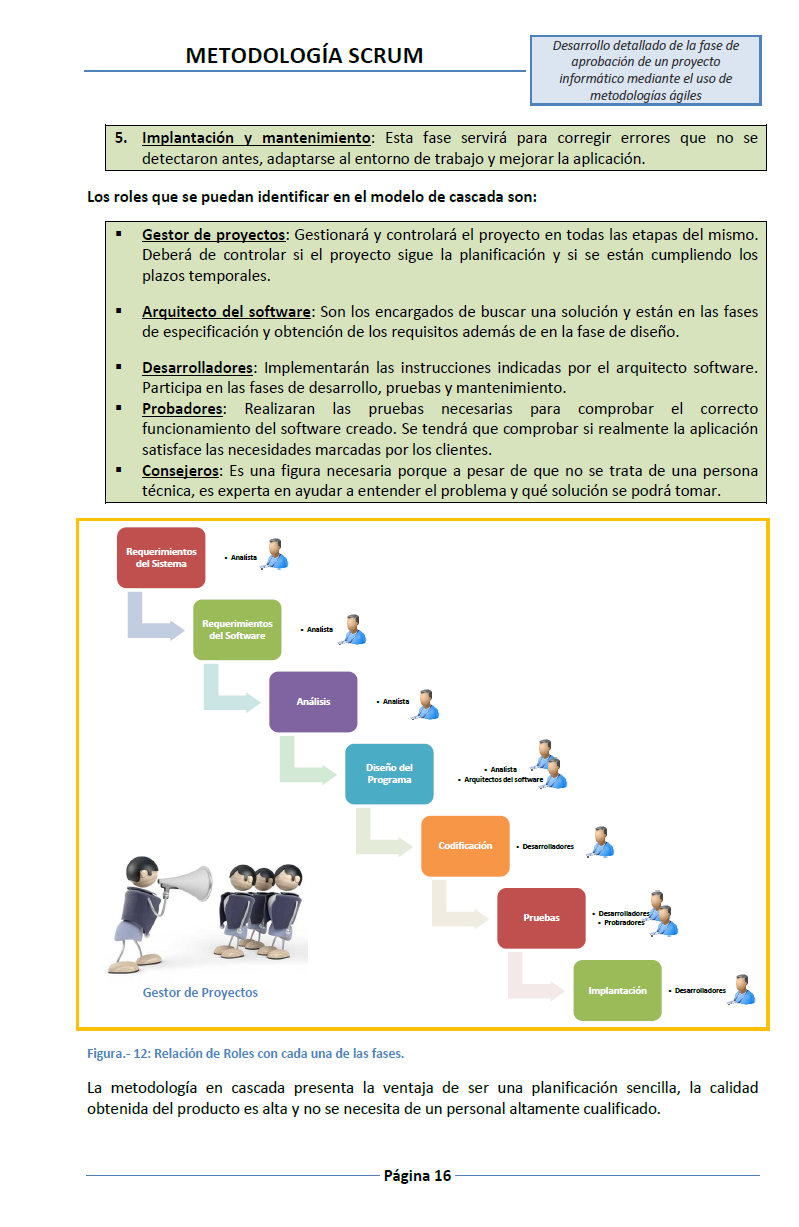 METODOLOGÍA SCRUM
Desarrollo detallado de la fase de
aprobación de un proyecto
informático mediante el uso de
metodologías ágiles
5. Implantación y mantenimiento: Esta fase servirá para corregir errores que no se
detectaron antes, adaptarse al entorno de trabajo y mejorar la aplicación.
Los roles que se puedan identificar en el modelo de cascada son:
▪ Gestor de proyectos: Gestionará y controlará el proyecto en todas las etapas del mismo.
Deberá de controlar si el proyecto sigue la planificación y si se están cumpliendo los
plazos temporales.
▪ Arquitecto del software: Son los encargados de buscar una solución y están en las fases
de especificación y obtención de los requisitos además de en la fase de diseño.
▪ Desarrolladores: Implementarán las instrucciones indicadas por el arquitecto software.
Participa en las fases de desarrollo, pruebas y mantenimiento.
▪ Probadores: Realizaran las pruebas necesarias para comprobar el correcto
funcionamiento del software creado. Se tendrá que comprobar si realmente la aplicación
satisface las necesidades marcadas por los clientes.
▪ Consejeros: Es una figura necesaria porque a pesar de que no se trata de una persona
técnica, es experta en ayudar a entender el problema y qué solución se podrá tomar.
Requerimientos
del Sistema
• Analista
Requerimientos
del Software
• Analista
Análisis
• Analista
Diseño del
Programa
• Analista
• Arquitectos del software
Codificación
• Desarrolladores
Pruebas
• Desarrolladores
• Probradores
Implantación
• Desarrolladores
Gestor de Proyectos
Figura.- 12: Relación de Roles con cada una de las fases.
La metodología en cascada presenta la ventaja de ser una planificación sencilla, la calidad
obtenida del producto es alta y no se necesita de un personal altamente cualificado.
Página 16